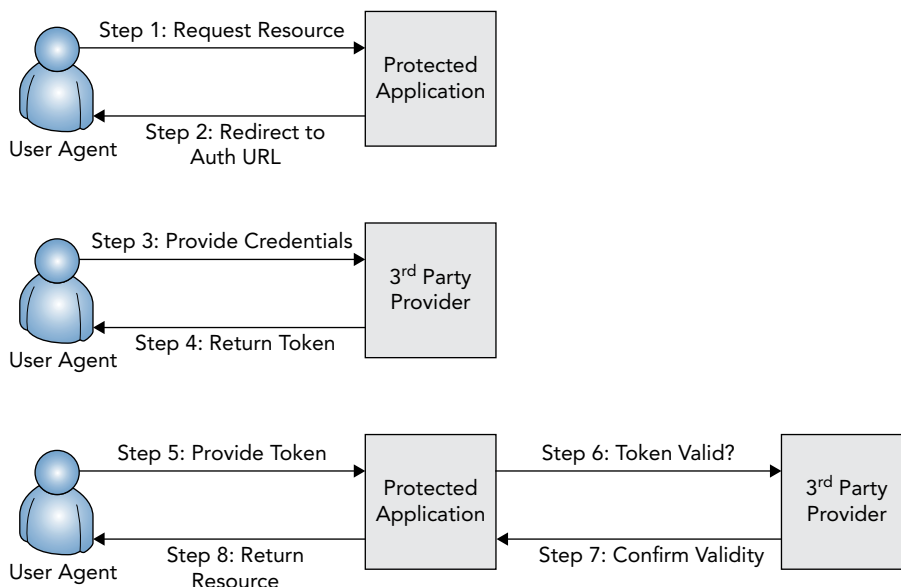 Step 1: Request Resource
Protected
Application
Step 2: Redirect to
Auth URL
User Agent
Step 3: Provide Credentials
3rd Party
Provider
Step 4: Return Token
User Agent
Step 5: Provide Token
Step 6: Token Valid?
Protected
Application
3rd Party
Provider
Step 8: Return
Resource
Step 7: Confirm Validity
User Agent